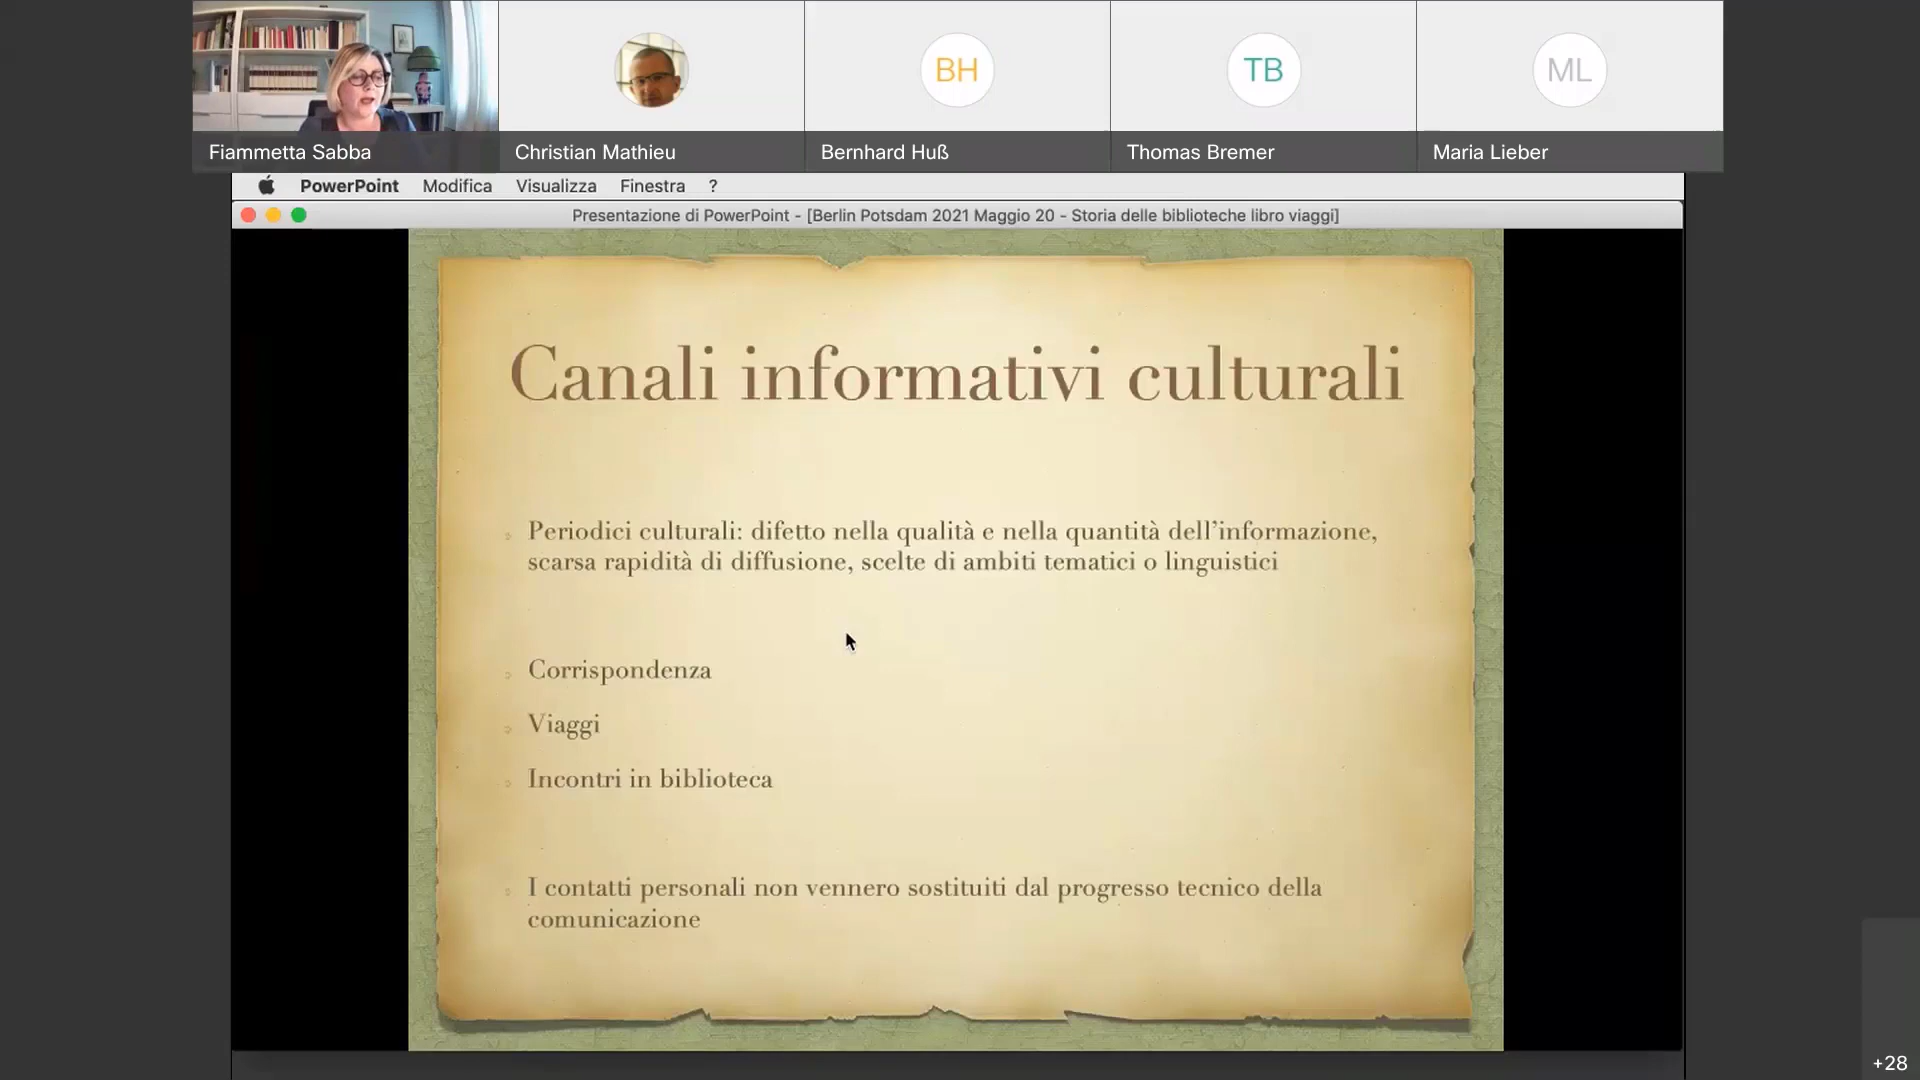 BH
TB
ML
Fiammetta Sabba
Christian Mathieu
Bernhard Huß
Thomas Bremer
Maria Lieber
PowerPoint Modifica Visualizza Finestra ?
Presentazione di PowerPoint - [Berlin Potsdam 2021 Maggio 20 - Storia delle biblioteche libro viaggi]
Canali informativi culturali
Periodici culturali: difetto nella qualità e nella quantità dell’informazione,
scarsa rapidità di diffusione, scelte di ambiti tematici o linguistici
Corrispondenza
Viaggi
Incontri in biblioteca
I contatti personali non vennero sostituiti dal progresso tecnico della
comunicazione
+28